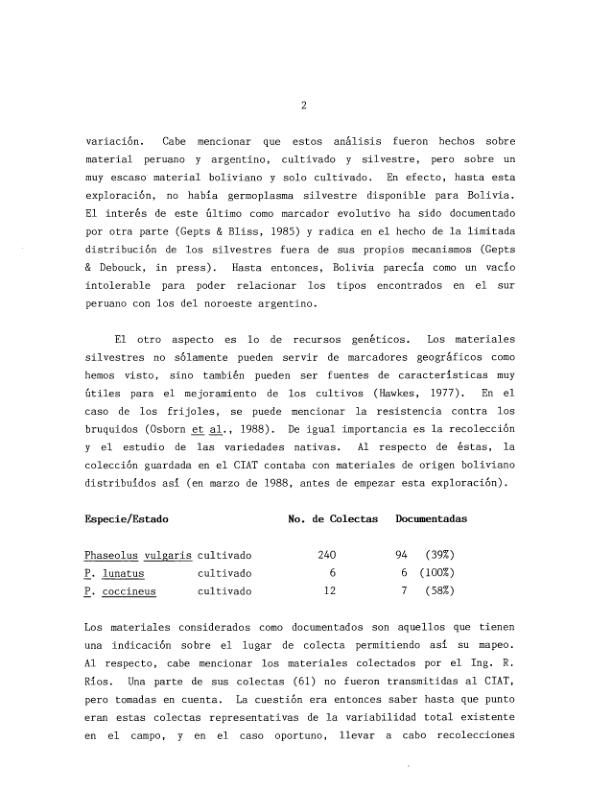 2
variación. Cabe mencionar que estos análisis fueron hechos sobre
material peruano y argentino, cultivado y silvestre, pero sobre un
muy escaso material boliviano y solo cultivado. En efecto, hasta esta
exploración, no había germoplasma silvestre disponible para Bolivia.
El interés de este último como marcador evolutivo ha sido documentado
por otra parte (Gepts & Bliss, 1985) y radica en el hecho de la limitada
distribución de los silvestres fuera de sus propios mecanismos (Gepts
& Debouck, in press). Hasta entonces, Bolivia parecía como un vacío
intolerable para poder relacionar los tipos encontrados en el sur
peruano con los del noroeste argentino.
El otro aspecto es lo de recursos genéticos. Los materiales
silvestres no sólamente pueden servir de marcadores geográficos como
hemos visto, sino también pueden ser fuentes de características muy
útiles para el mejoramiento de los cultivos (Hawkes, 1977). En el
caso de los frijoles, se puede mencionar la resistencia contra los
bruquidos (Osborn et al., 1988). De igual importancia es la recolección
y el estudio de las variedades nativas. Al respecto de éstas, la
colección guardada en el CIAT contaba con materiales de origen boliviano
distribuídos así (en marzo de 1988, antes de empezar esta exploración).
Especie/Estado No. de Colectas Documentadas
Phaseolus vulgaris cultivado 240 94 (39%)
P. lunatus cultivado 6 6 (100%)
P. coccineus cultivado 12 7 (58%)
Los materiales considerados como documentados son aquellos que tienen
una indicación sobre el lugar de colecta permitiendo así su mapeo.
Al respecto, cabe mencionar los materiales colectados por el Ing. R.
Ríos. Una parte de sus colectas (61) no fueron transmitidas al CIAT,
pero tomadas en cuenta. La cuestión era entonces saber hasta que punto
eran estas colectas representativas de la variabilidad total existente
en el campo, y en el caso oportuno, llevar a cabo recolecciones